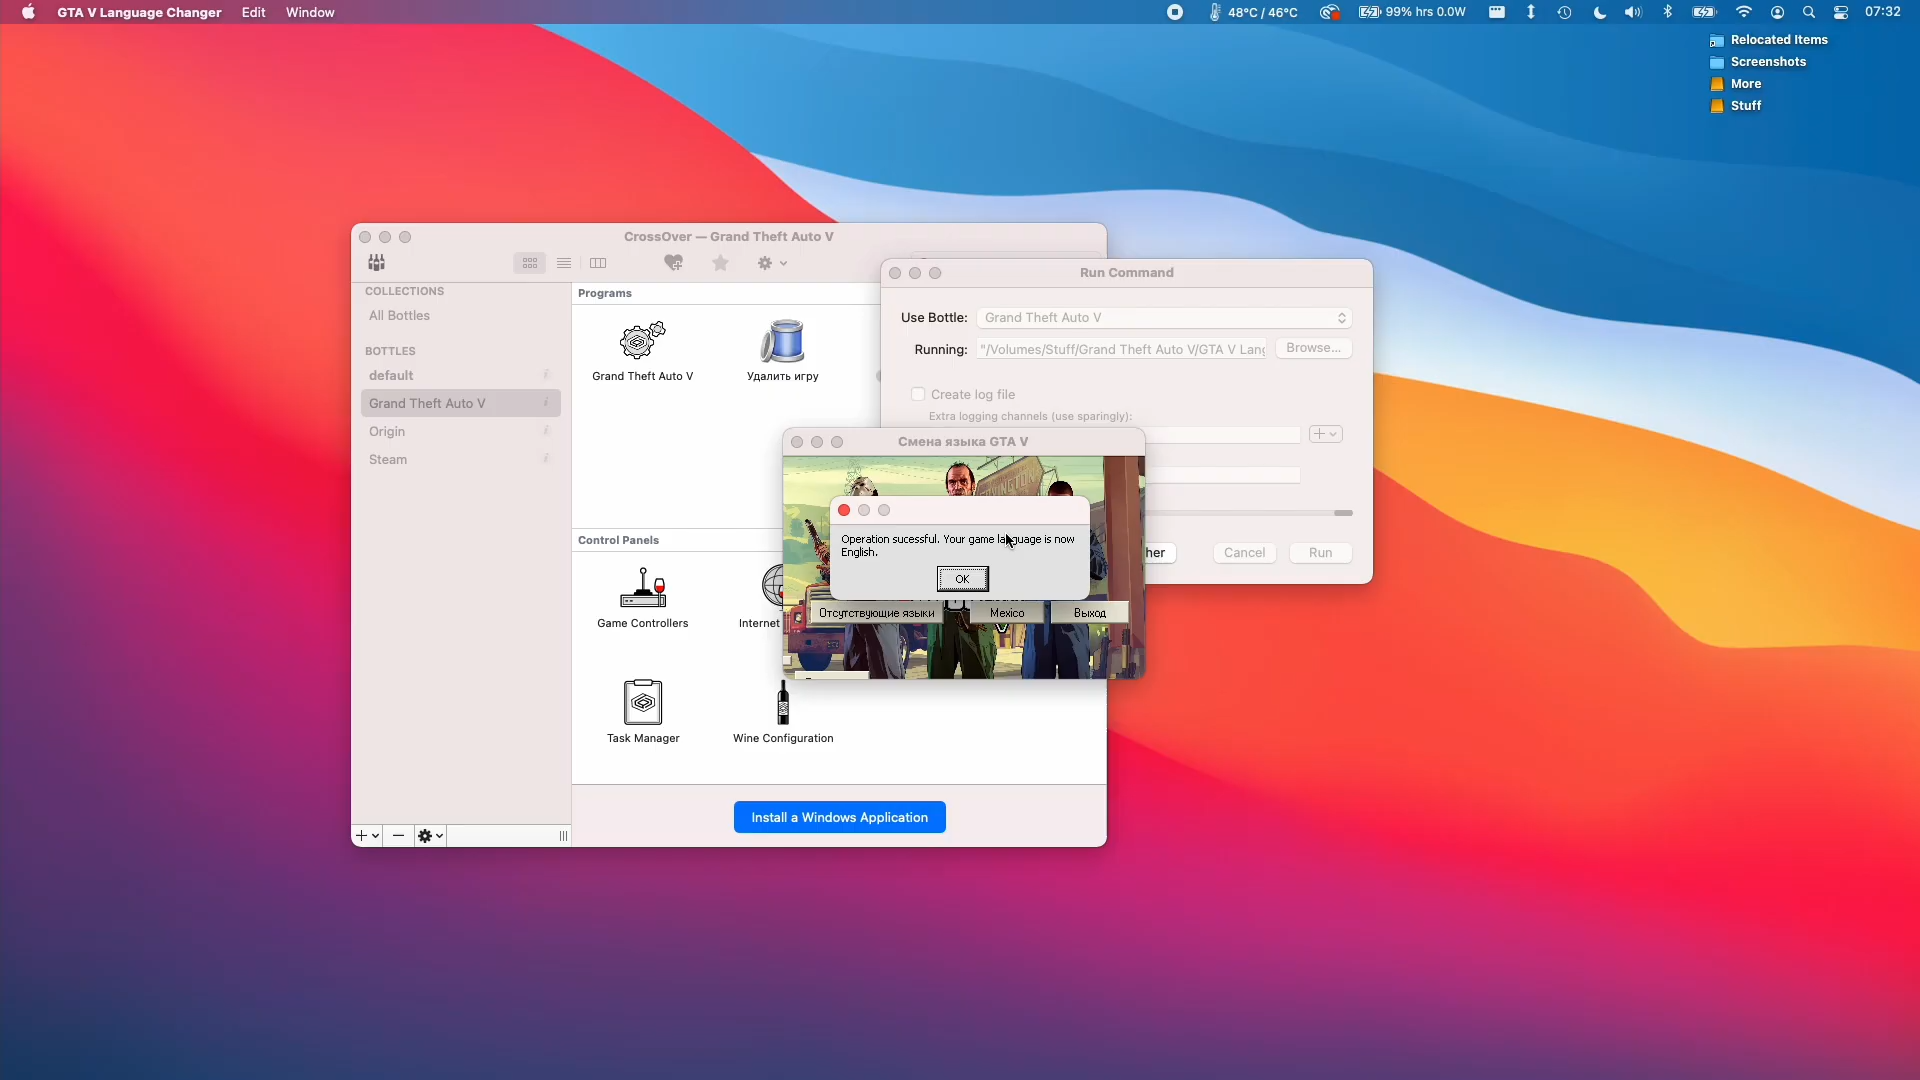 GTA V Language Changer Edit Window
48°C / 46°C 99% hrs 0.0W 07:32
Relocated Items
Screenshots
More
Stuff
CrossOver — Grand Theft Auto V
COLLECTIONS
All Bottles
BOTTLES
default
Grand Theft Auto V
Origin
Steam
Programs
Grand Theft Auto V
Удалить игру
Control Panels
Game Controllers
Internet
Task Manager
Wine Configuration
Install a Windows Application
Run Command
Use Bottle: Grand Theft Auto V
Running: "/Volumes/Stuff/Grand Theft Auto V/GTA V Lang
Browse...
Create log file
Extra logging channels (use sparingly):
her
Cancel
Run
Смена языка GTA V
Operation sucessful. Your game language is now
English.
OK
Отсутствующие языки
Mexico
Выход